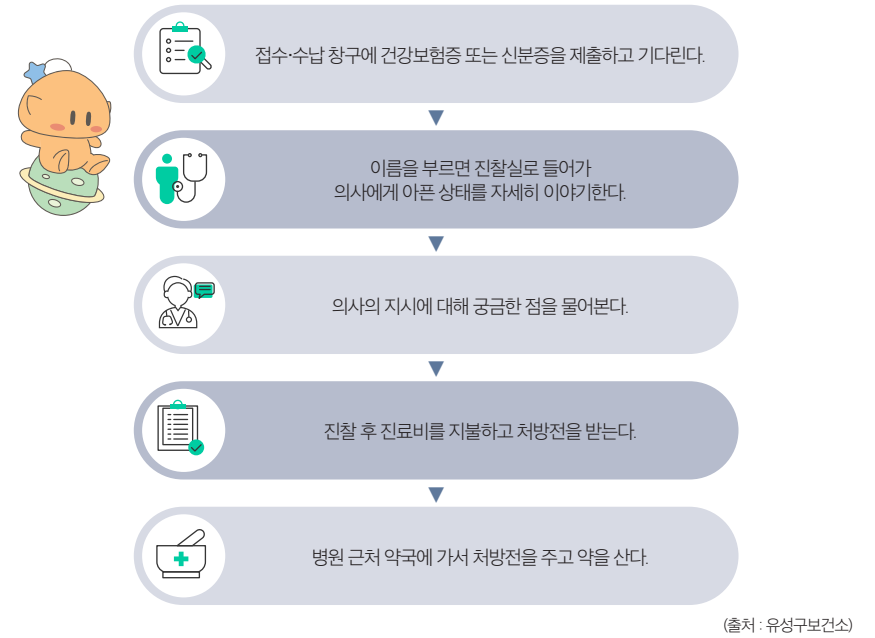 접수·수납 창구에 건강보험증 또는 신분증을 제출하고 기다린다.
이름을 부르면 진찰실로 들어가
의사에게 아픈 상태를 자세히 이야기한다.
의사의 지시에 대해 궁금한 점을 물어본다.
진찰 후 진료비를 지불하고 처방전을 받는다.
병원 근처 약국에 가서 처방전을 주고 약을 산다.
(출처 : 유성구보건소)